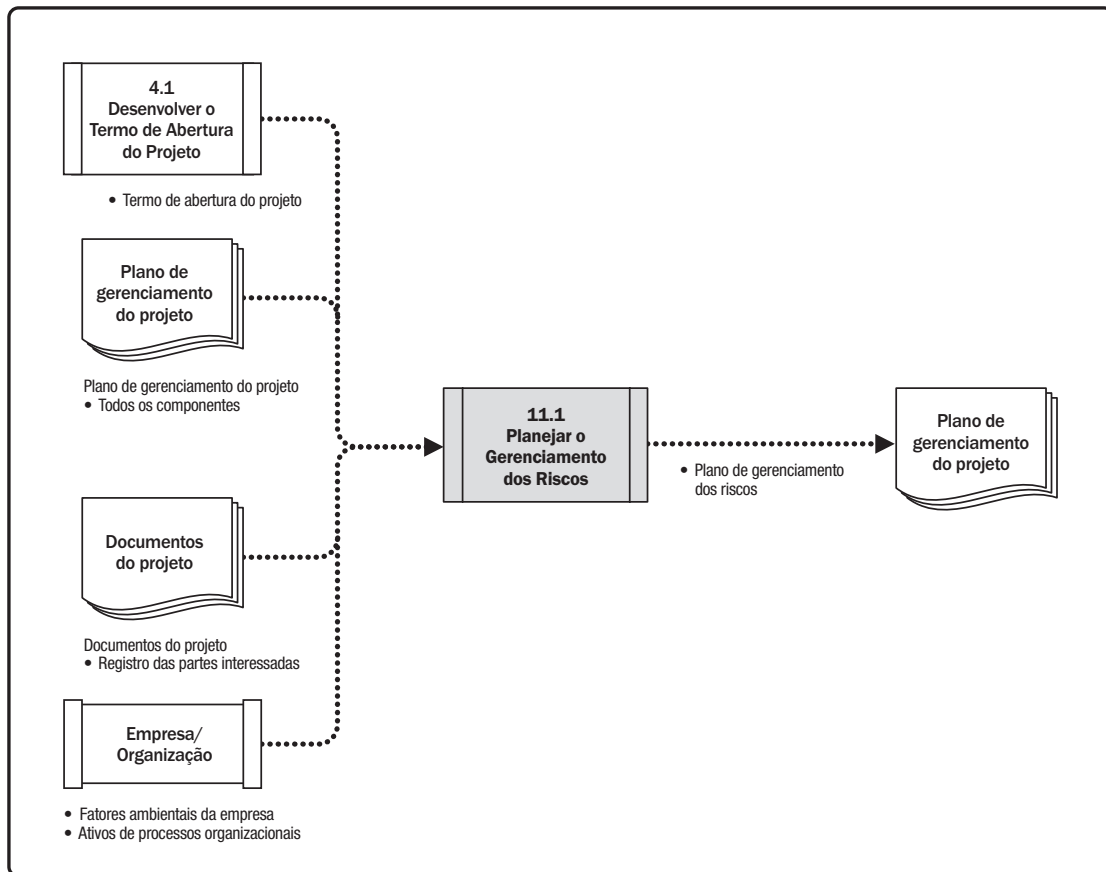 4.1
Desenvolver o
Termo de Abertura
do Projeto
• Termo de abertura do projeto
Plano de
gerenciamento
do projeto
Plano de gerenciamento do projeto
• Todos os componentes
Documentos
do projeto
Documentos do projeto
• Registro das partes interessadas
Empresa/
Organização
• Fatores ambientais da empresa
• Ativos de processos organizacionais
11.1
Planejar o
Gerenciamento
dos Riscos
• Plano de gerenciamento
dos riscos
Plano de
gerenciamento
do projeto